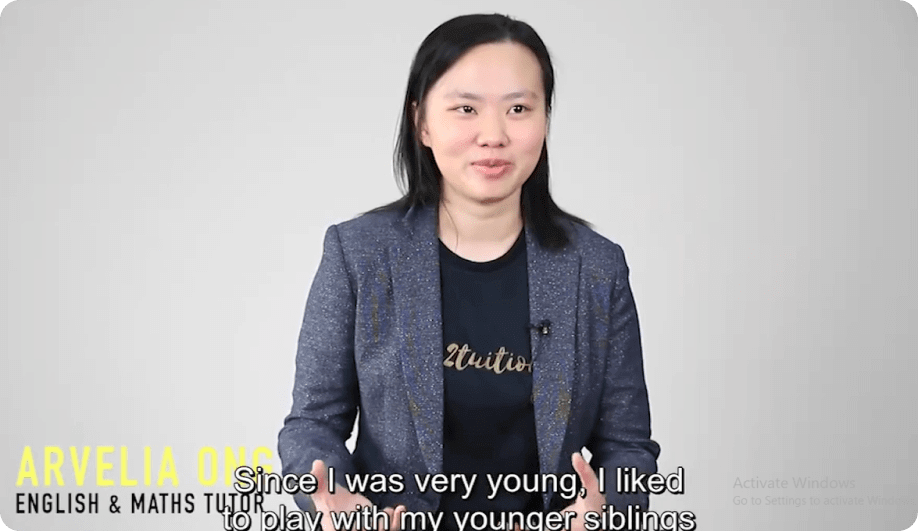 2tuitio
ARVELIA ONG
ENGLISH & MATHS TUTOR
Since I was very young, I liked
to play with my younger siblings
Activate Windows
Go to Settings to activate Windows